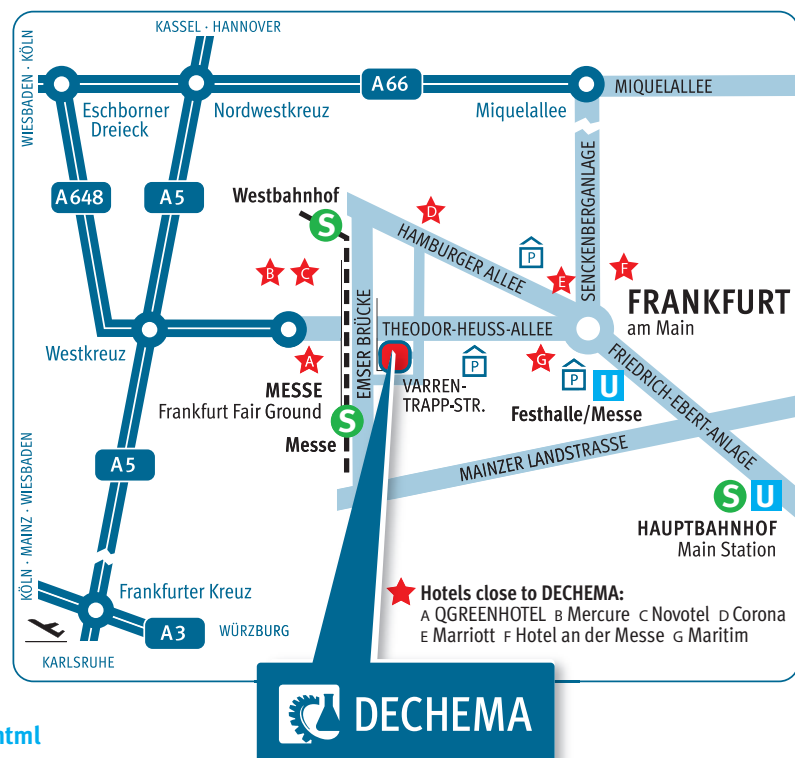 KASSEL · HANNOVER
WIESBADEN · KÖLN
A66
MIQUELALLEE
Eschborner
Dreieck
Nordwestkreuz
Miquelallee
A648
A5
SENCKENBERGANLAGE
Westbahnhof
S
D
HAMBURGER ALLEE
P
B
C
E
F
FRANKFURT
am Main
EMSER BRÜCKE
THEODOR-HEUSS-ALLEE
Westkreuz
A
P
G
P
U
FRIEDRICH-EBERT-ANLAGE
MESSE
Frankfurt Fair Ground
VARREN-
TRAPP-STR.
Festhalle/Messe
S
Messe
MAINZER LANDSTRASSE
A5
KÖLN · MAINZ · WIESBADEN
S
U
HAUPTBAHNHOF
Main Station
Frankfurter Kreuz
A3
WÜRZBURG
KARLSRUHE
Hotels close to DECHEMA:
A QGREENHOTEL B Mercure C Novotel D Corona
E Marriott F Hotel an der Messe G Maritim
DECHEMA
html